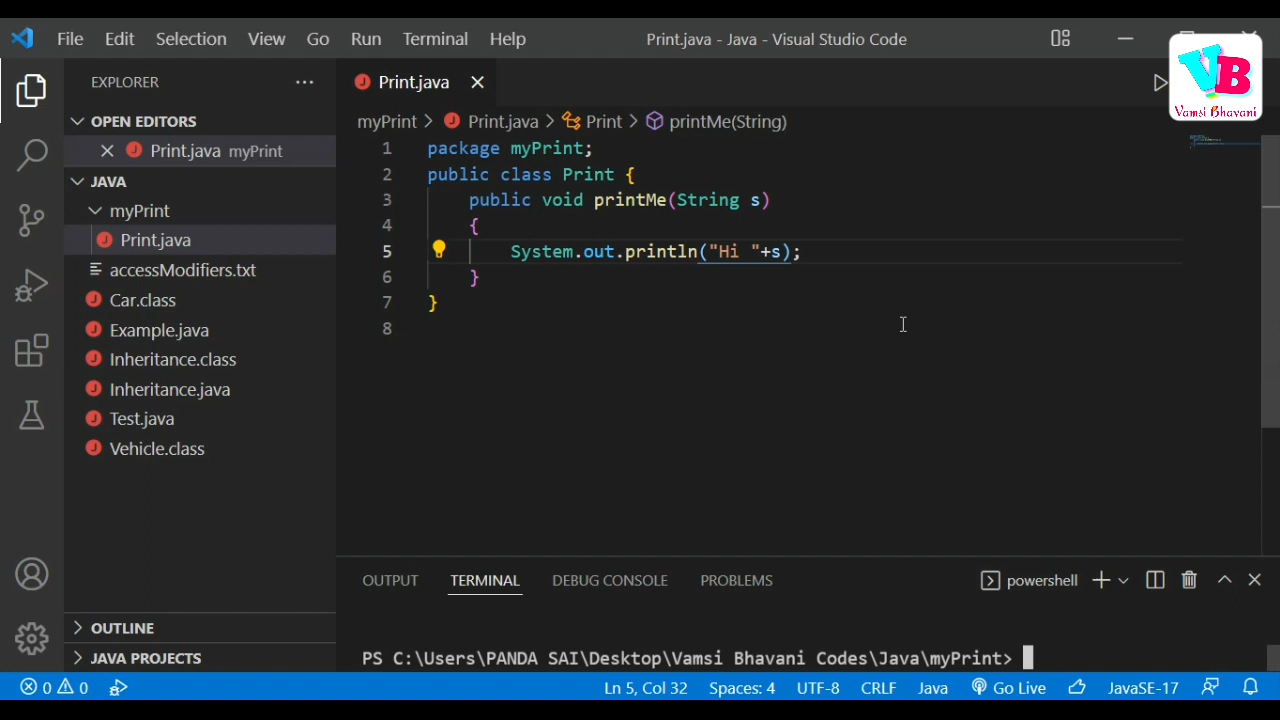 File Edit Selection View Go Run Terminal Help
Print.java - Java - Visual Studio Code
VB
Vamsi Bhavani
EXPLORER
OPEN EDITORS
Print.java myPrint
JAVA
myPrint
Print.java
accessModifiers.txt
Car.class
Example.java
Inheritance.class
Inheritance.java
Test.java
Vehicle.class
OUTLINE
JAVA PROJECTS
Print.java
myPrint > Print.java > Print > printMe(String)
1 package myPrint;
2 public class Print {
3 public void printMe(String s)
4 {
5 System.out.println("Hi "+s);
6 }
7 }
8
OUTPUT TERMINAL DEBUG CONSOLE PROBLEMS powershell
PS C:\Users\PANDA SAI\Desktop\Vamsi Bhavani Codes\Java\myPrint>
0 0 Ln 5, Col 32 Spaces: 4 UTF-8 CRLF Java Go Live JavaSE-17